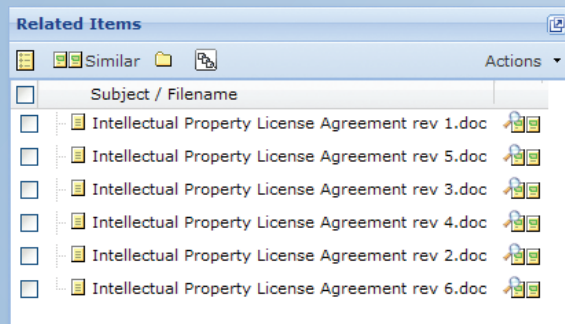 Related Items
Similar Actions
Subject / Filename
Intellectual Property License Agreement rev 1.doc
Intellectual Property License Agreement rev 5.doc
Intellectual Property License Agreement rev 3.doc
Intellectual Property License Agreement rev 4.doc
Intellectual Property License Agreement rev 2.doc
Intellectual Property License Agreement rev 6.doc